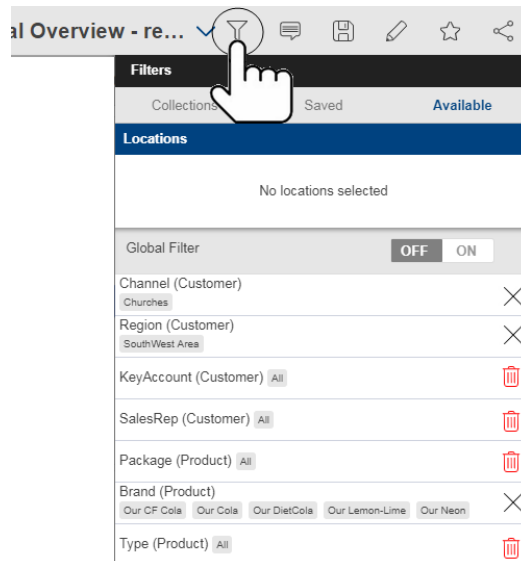 al Overview - re...
Filters
Collections Saved Available
Locations
No locations selected
Global Filter OFF ON
Channel (Customer)
Churches
Region (Customer)
SouthWest Area
KeyAccount (Customer) All
SalesRep (Customer) All
Package (Product) All
Brand (Product)
Our CF Cola Our Cola Our DietCola Our Lemon-Lime Our Neon
Type (Product) All